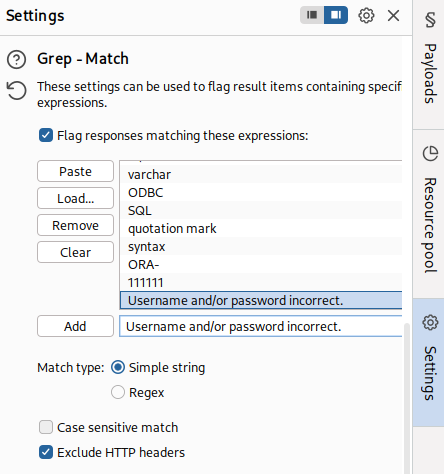 Settings
Grep - Match
These settings can be used to flag result items containing specif
expressions.
Flag responses matching these expressions:
Paste
Load...
Remove
Clear
varchar
ODBC
SQL
quotation mark
syntax
ORA-
111111
Username and/or password incorrect.
Add
Username and/or password incorrect.
Match type:
Simple string
Regex
Case sensitive match
Exclude HTTP headers
Payloads
Resource pool
Settings